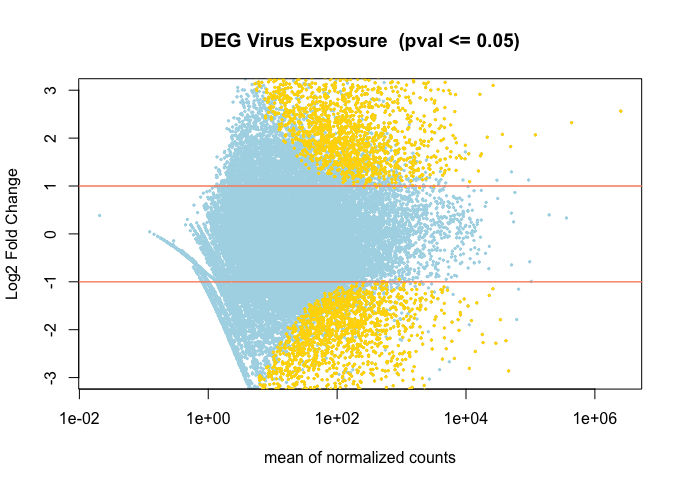 DEG Virus Exposure  (pval <= 0.05)
Log2 Fold Change
3
2
1
0
-1
-2
-3
1e-02 1e+00 1e+02 1e+04 1e+06
mean of normalized counts